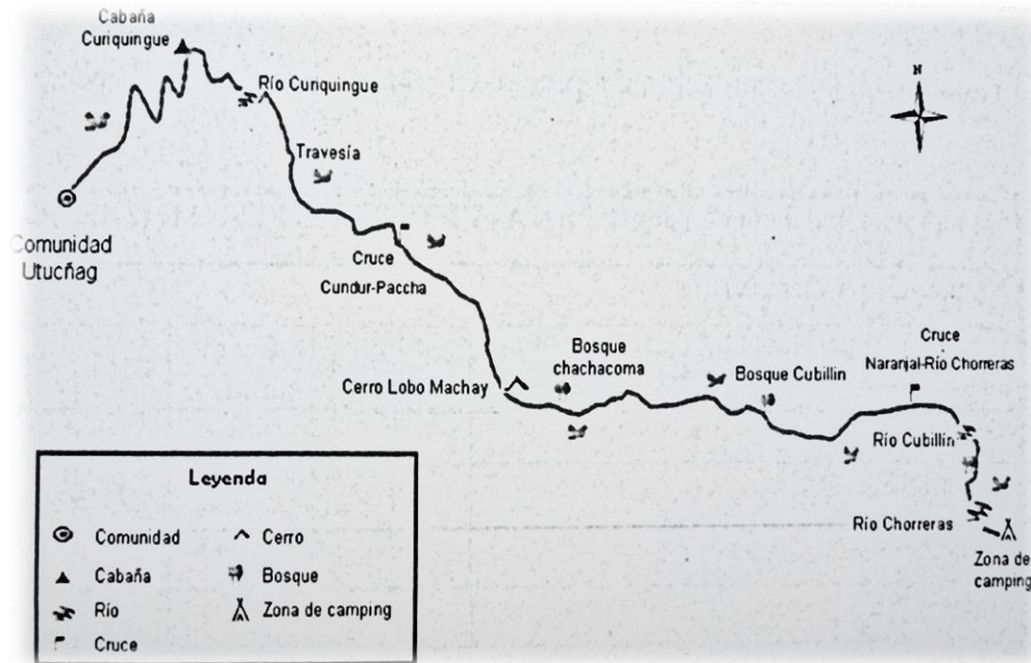 Cabaña
Curiquingue
Río Curiquingue
N
Travesía
Comunidad
Utucñag
Cruce
Cundur-Paccha
Cerro Lobo Machay
Bosque
chachacoma
Bosque Cubillin
Cruce
Naranjal-Río Chorreras
Río Cubillín
Río Chorreras
Zona de
camping
Leyenda
Comunidad
Cerro
Cabaña
Bosque
Río
Zona de camping
Cruce